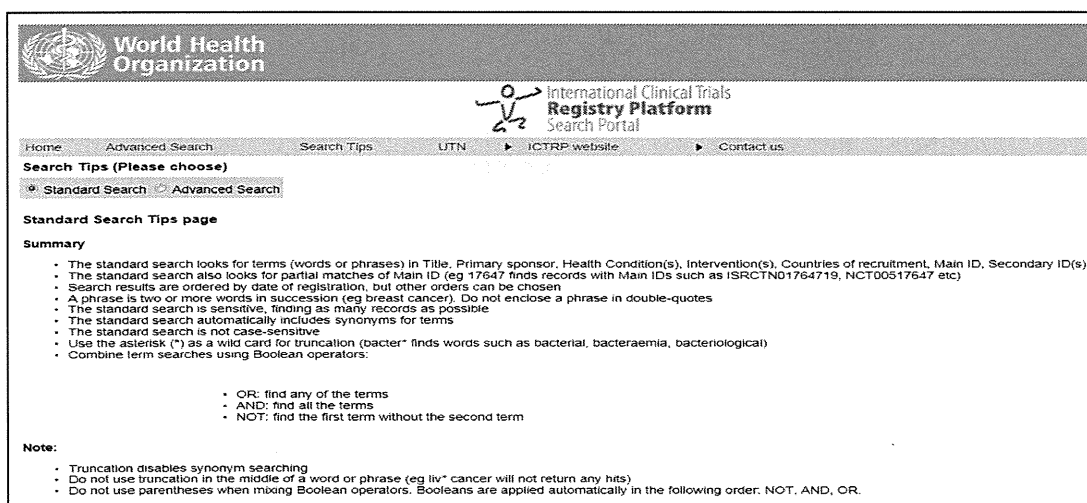 World Health
Organization
International Clinical Trials
Registry Platform
Search Portal
Home Advanced Search Search Tips UTN ▶ ICTRP website ▶ Contact us
Search Tips (Please choose)
Standard Search Advanced Search
Standard Search Tips page
Summary
• The standard search looks for terms (words or phrases) in Title, Primary sponsor, Health Condition(s), Intervention(s), Countries of recruitment, Main ID, Secondary ID(s)
• The standard search also looks for partial matches of Main ID (eg 17647 finds records with Main IDs such as ISRCTN01764719, NCT00517647 etc)
• Search results are ordered by date of registration, but other orders can be chosen
• A phrase is two or more words in succession (eg breast cancer). Do not enclose a phrase in double-quotes
• The standard search is sensitive, finding as many records as possible
• The standard search automatically includes synonyms for terms
• The standard search is not case-sensitive
• Use the asterisk (*) as a wild card for truncation (bacter* finds words such as bacterial, bacteraemia, bacteriological)
• Combine term searches using Boolean operators:
• OR: find any of the terms
• AND: find all the terms
• NOT: find the first term without the second term
Note:
• Truncation disables synonym searching
• Do not use truncation in the middle of a word or phrase (eg liv* cancer will not return any hits)
• Do not use parentheses when mixing Boolean operators. Booleans are applied automatically in the following order: NOT, AND, OR.